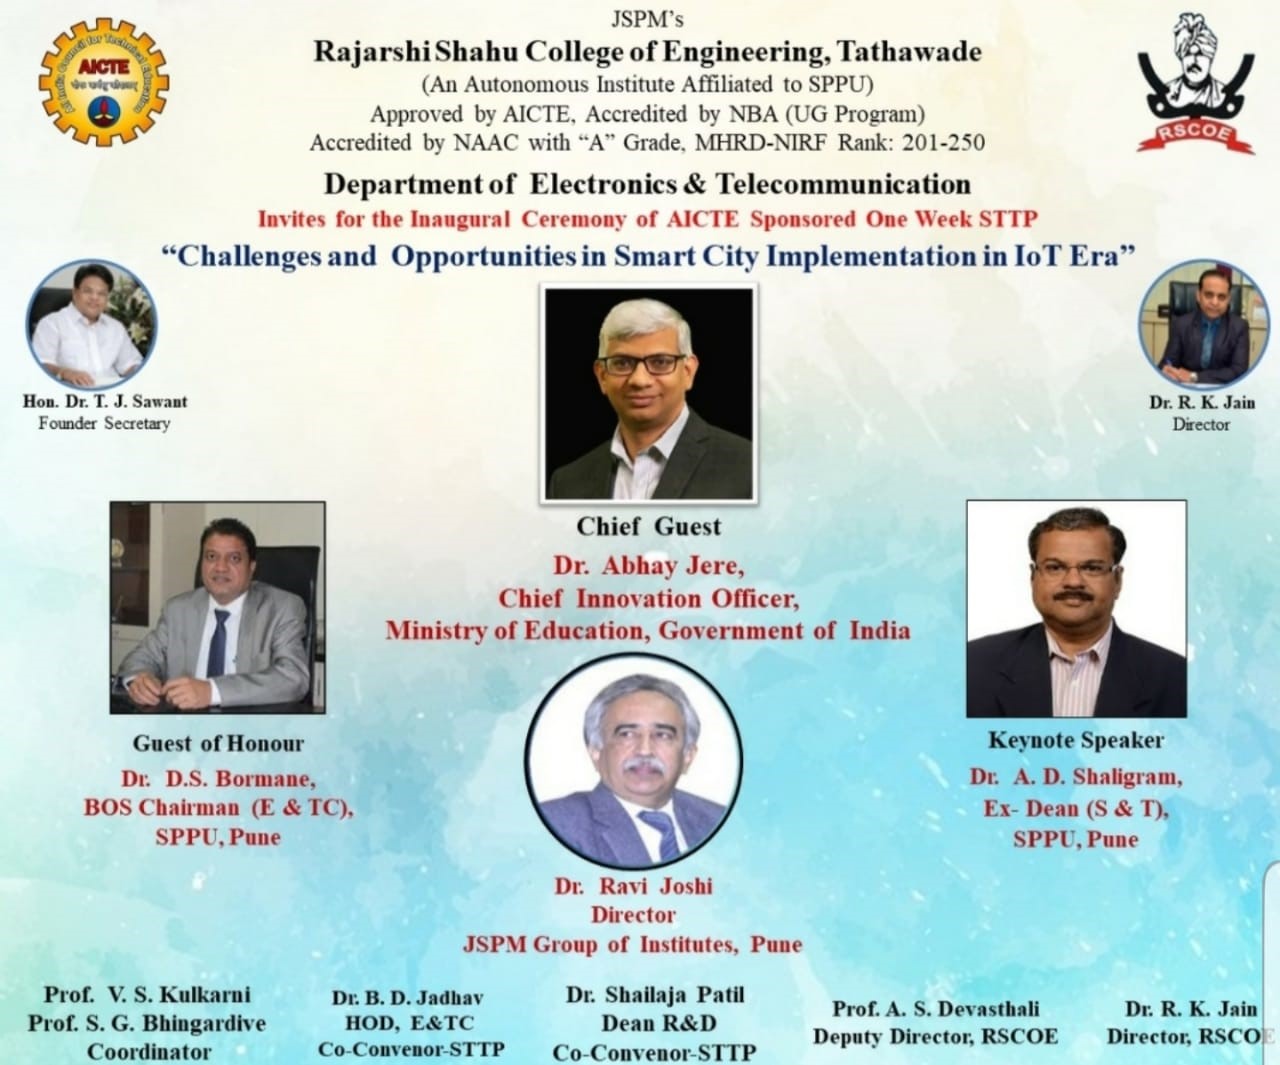 JSPM’s
Rajarshi Shahu College of Engineering, Tathawade
(An Autonomous Institute Affiliated to SPPU)
Approved by AICTE, Accredited by NBA (UG Program)
Accredited by NAAC with “A” Grade, MHRD-NIRF Rank: 201-250
All India Council for Technical Education
AICTE
RSCOE
Department of Electronics & Telecommunication
Invites for the Inaugural Ceremony of AICTE Sponsored One Week STTP
“Challenges and Opportunities in Smart City Implementation in IoT Era”
Hon. Dr. T. J. Sawant
Founder Secretary
Dr. R. K. Jain
Director
Chief Guest
Dr. Abhay Jere,
Chief Innovation Officer,
Ministry of Education, Government of India
Guest of Honour
Dr. D.S. Bormane,
BOS Chairman (E & TC),
SPPU, Pune
Keynote Speaker
Dr. A. D. Shaligram,
Ex- Dean (S & T),
SPPU, Pune
Dr. Ravi Joshi
Director
JSPM Group of Institutes, Pune
Prof. V. S. Kulkarni
Prof. S. G. Bhingardive
Coordinator
Dr. B. D. Jadhav
HOD, E&TC
Co-Convenor-STTP
Dr. Shailaja Patil
Dean R&D
Co-Convenor-STTP
Prof. A. S. Devasthali
Deputy Director, RSCOE
Dr. R. K. Jain
Director, RSCOE